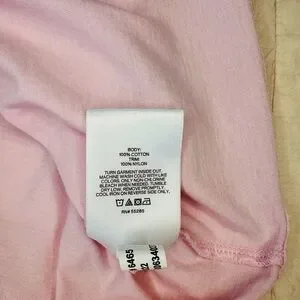 BODY:
100% COTTON
TRIM:
100% NYLON
TURN GARMENT INSIDE OUT.
MACHINE WASH COLD WITH LIKE
COLORS. ONLY NON-CHLORINE
BLEACH WHEN NEEDED. TUMBLE
DRY LOW. REMOVE PROMPTLY.
COOL IRON ON REVERSE SIDE ONLY.
RN# 55285
6465